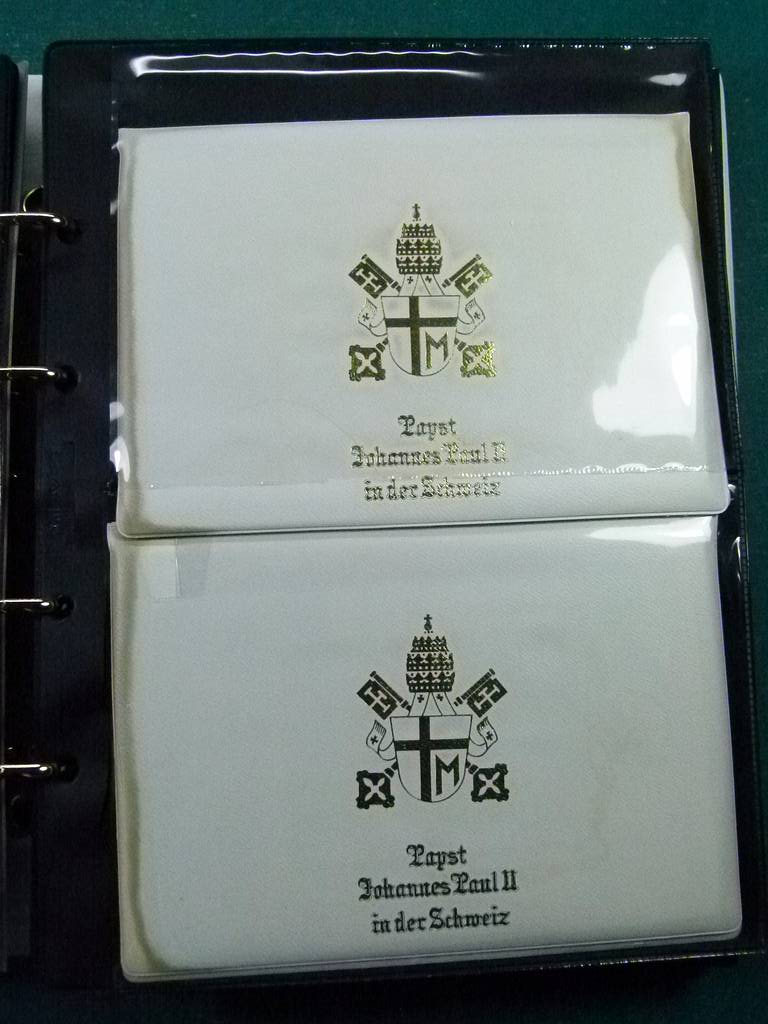 M
Papst
Johannes Paul II
in der Schweiz
M
Papst
Johannes Paul II
in der Schweiz